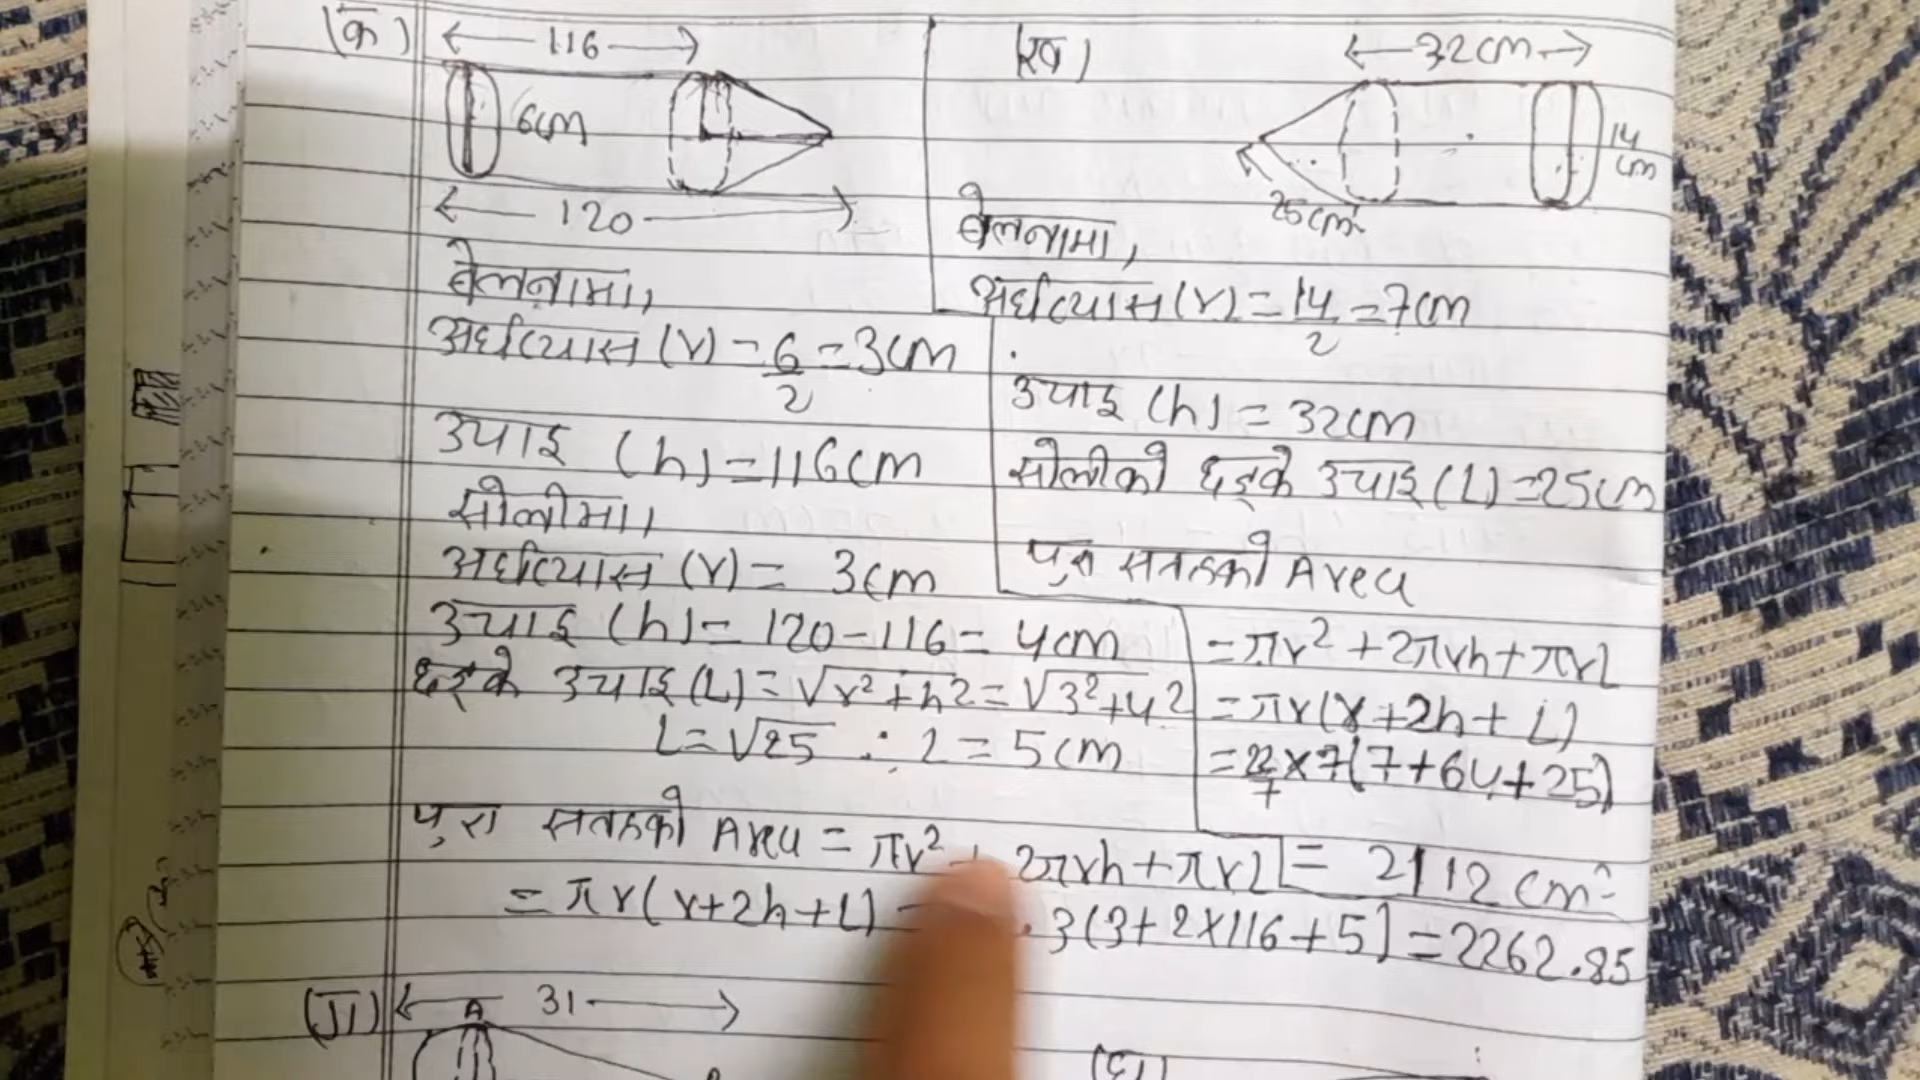 (क)
116
6cm
120
बेलनामा,
अर्धव्यास (r) = 6/2 = 3cm
उचाइ (h) = 116cm
सोलीमा,
अर्धव्यास (r) = 3cm
उचाइ (h) = 120-116 = 4cm
छड्के उचाइ (L) = √r²+h² = √3²+4²
L = √25 ∴ L = 5cm
पुरा सतहको Area = πr² + 2πrh + πrl
= πr(r+2h+L) = . 3(3+2×116+5) = 2262.85
(ख)
32cm
14 cm
25cm
बेलनामा,
अर्धव्यास (r) = 14/2 = 7cm
उचाइ (h) = 32cm
सोलीको छड्के उचाइ (L) = 25cm
पुरा सतहको Area
= πr² + 2πrh + πrl
= πr(r+2h+L)
= 22/7 × 7(7+64+25)
= 2112 cm²
(ग)
31
A